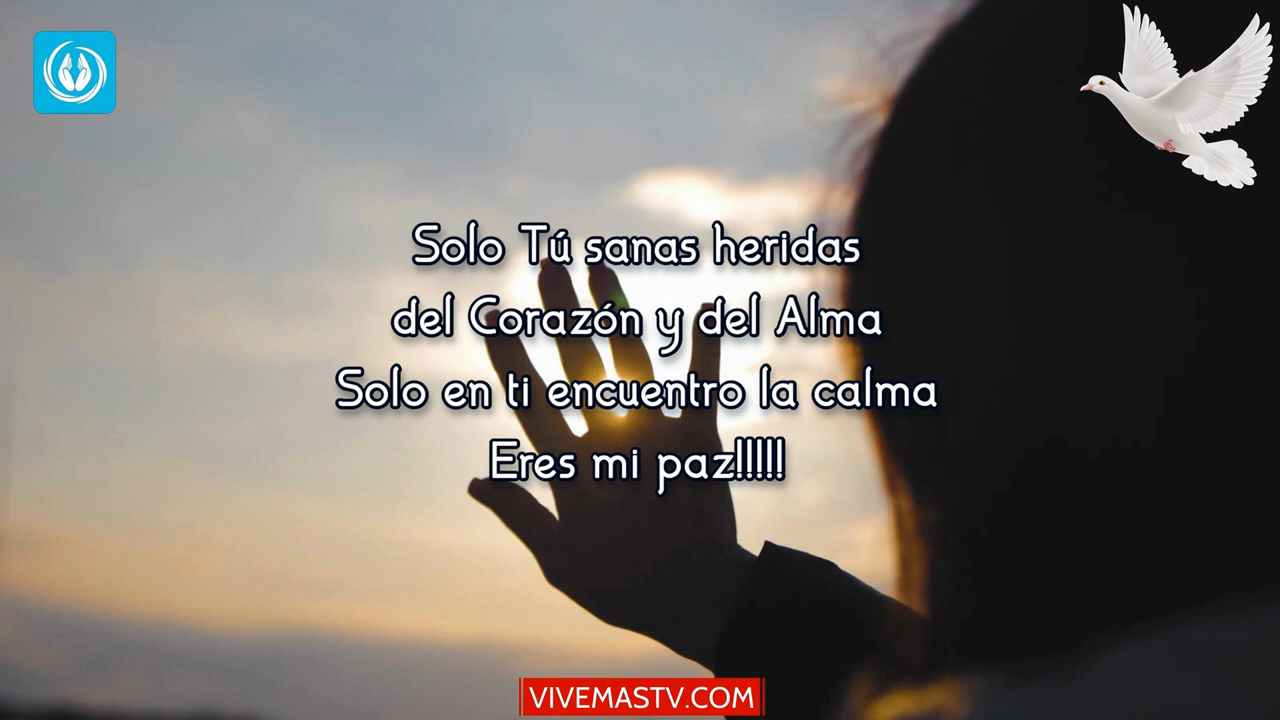 Solo Tú sanas heridas
del Corazón y del Alma
Solo en ti encuentro la calma
Eres mi paz!!!!!
VIVEMASTV.COM